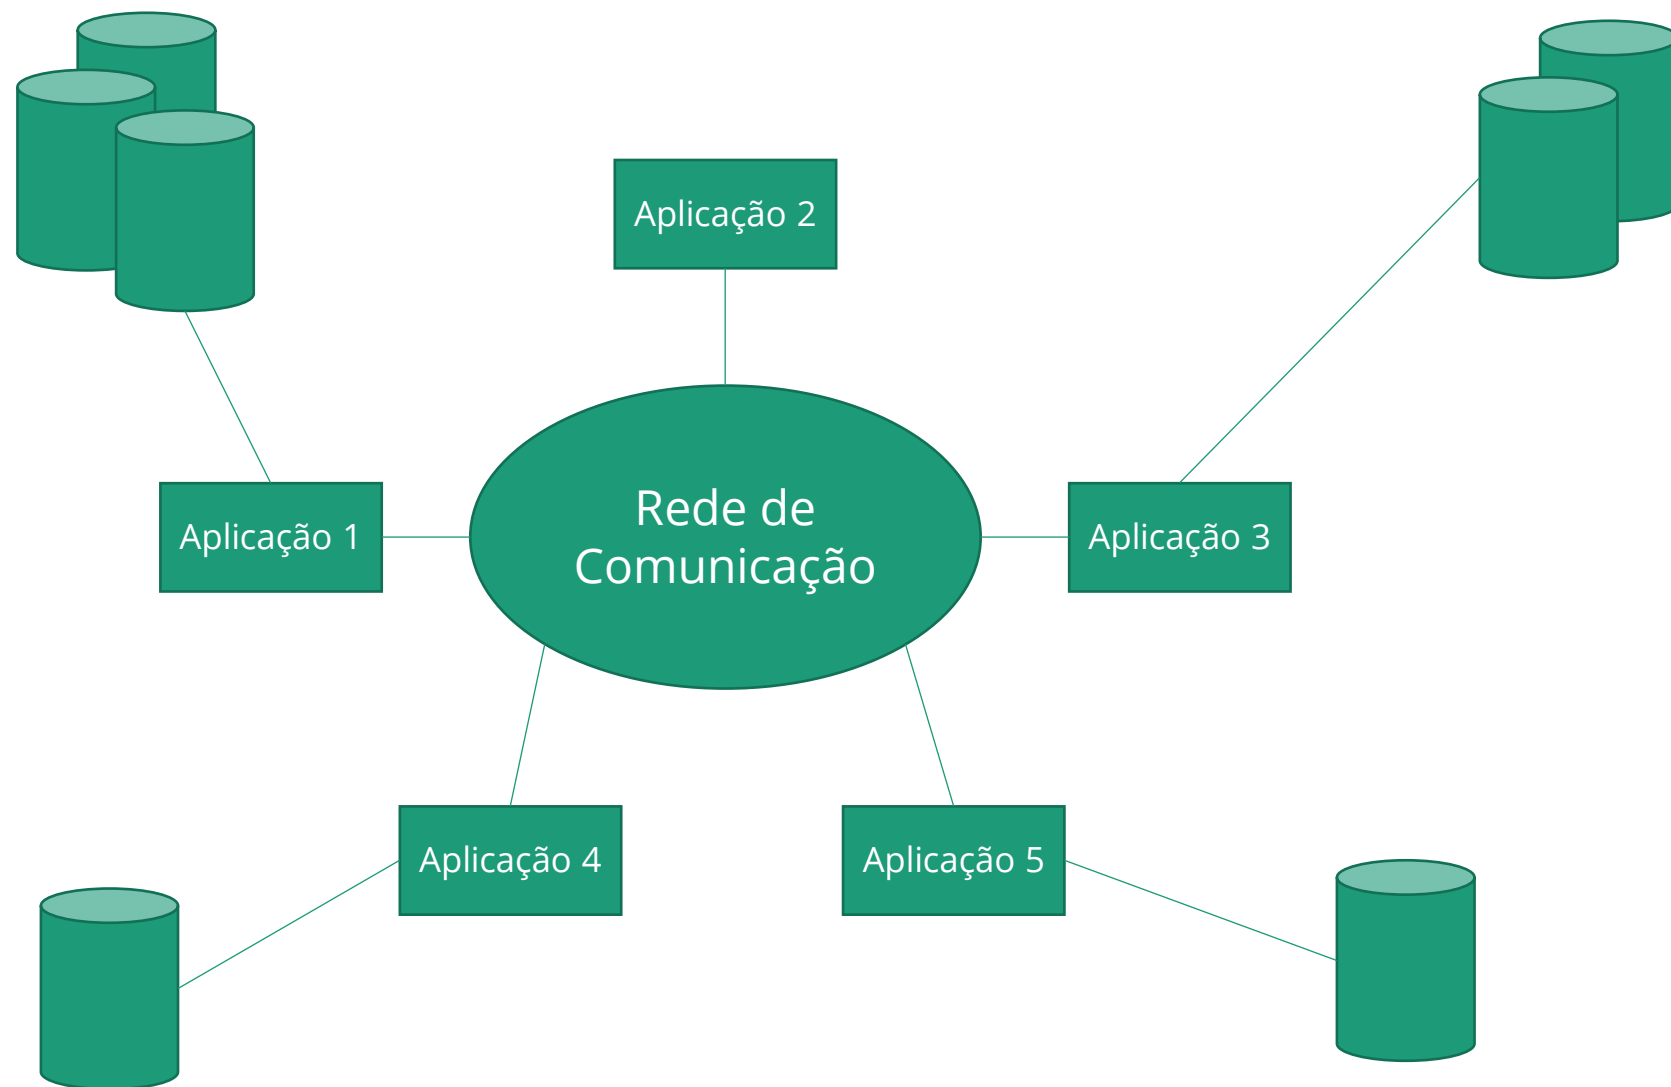 Aplicação 2
Rede de
Comunicação
Aplicação 1
Aplicação 3
Aplicação 4
Aplicação 5